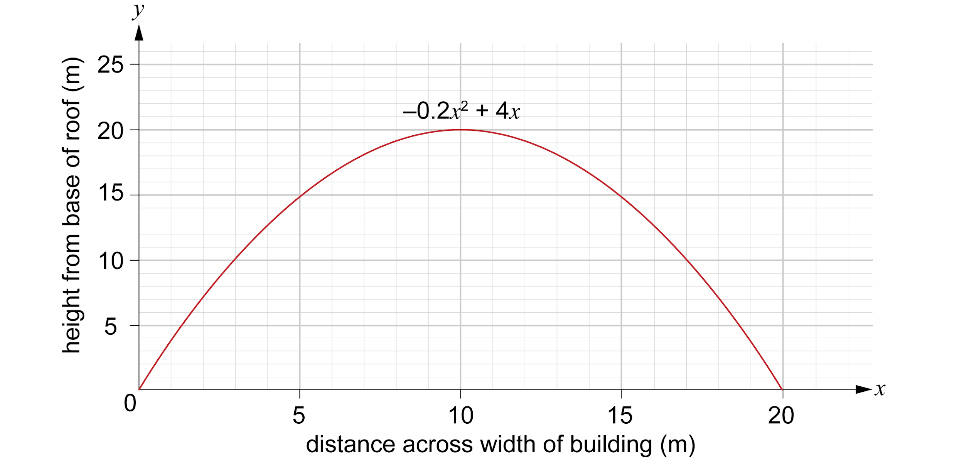 y
height from base of roof (m)
25
20
15
10
5
0
–0.2x² + 4x
5
10
15
20
x
distance across width of building (m)